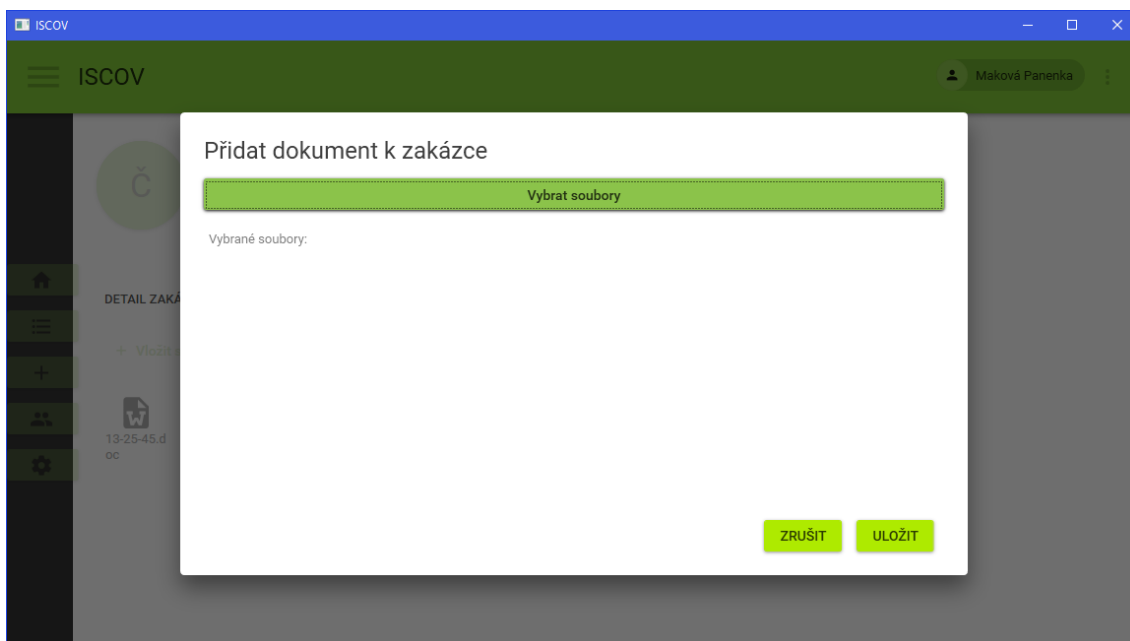 ISCOV
ISCOV
Maková Panenka
Přidat dokument k zakázce
Vybrat soubory
Vybrané soubory:
Č
DETAIL ZAKÁ
+ Vložit
13-25-45.d
oc
ZRUŠIT
ULOŽIT